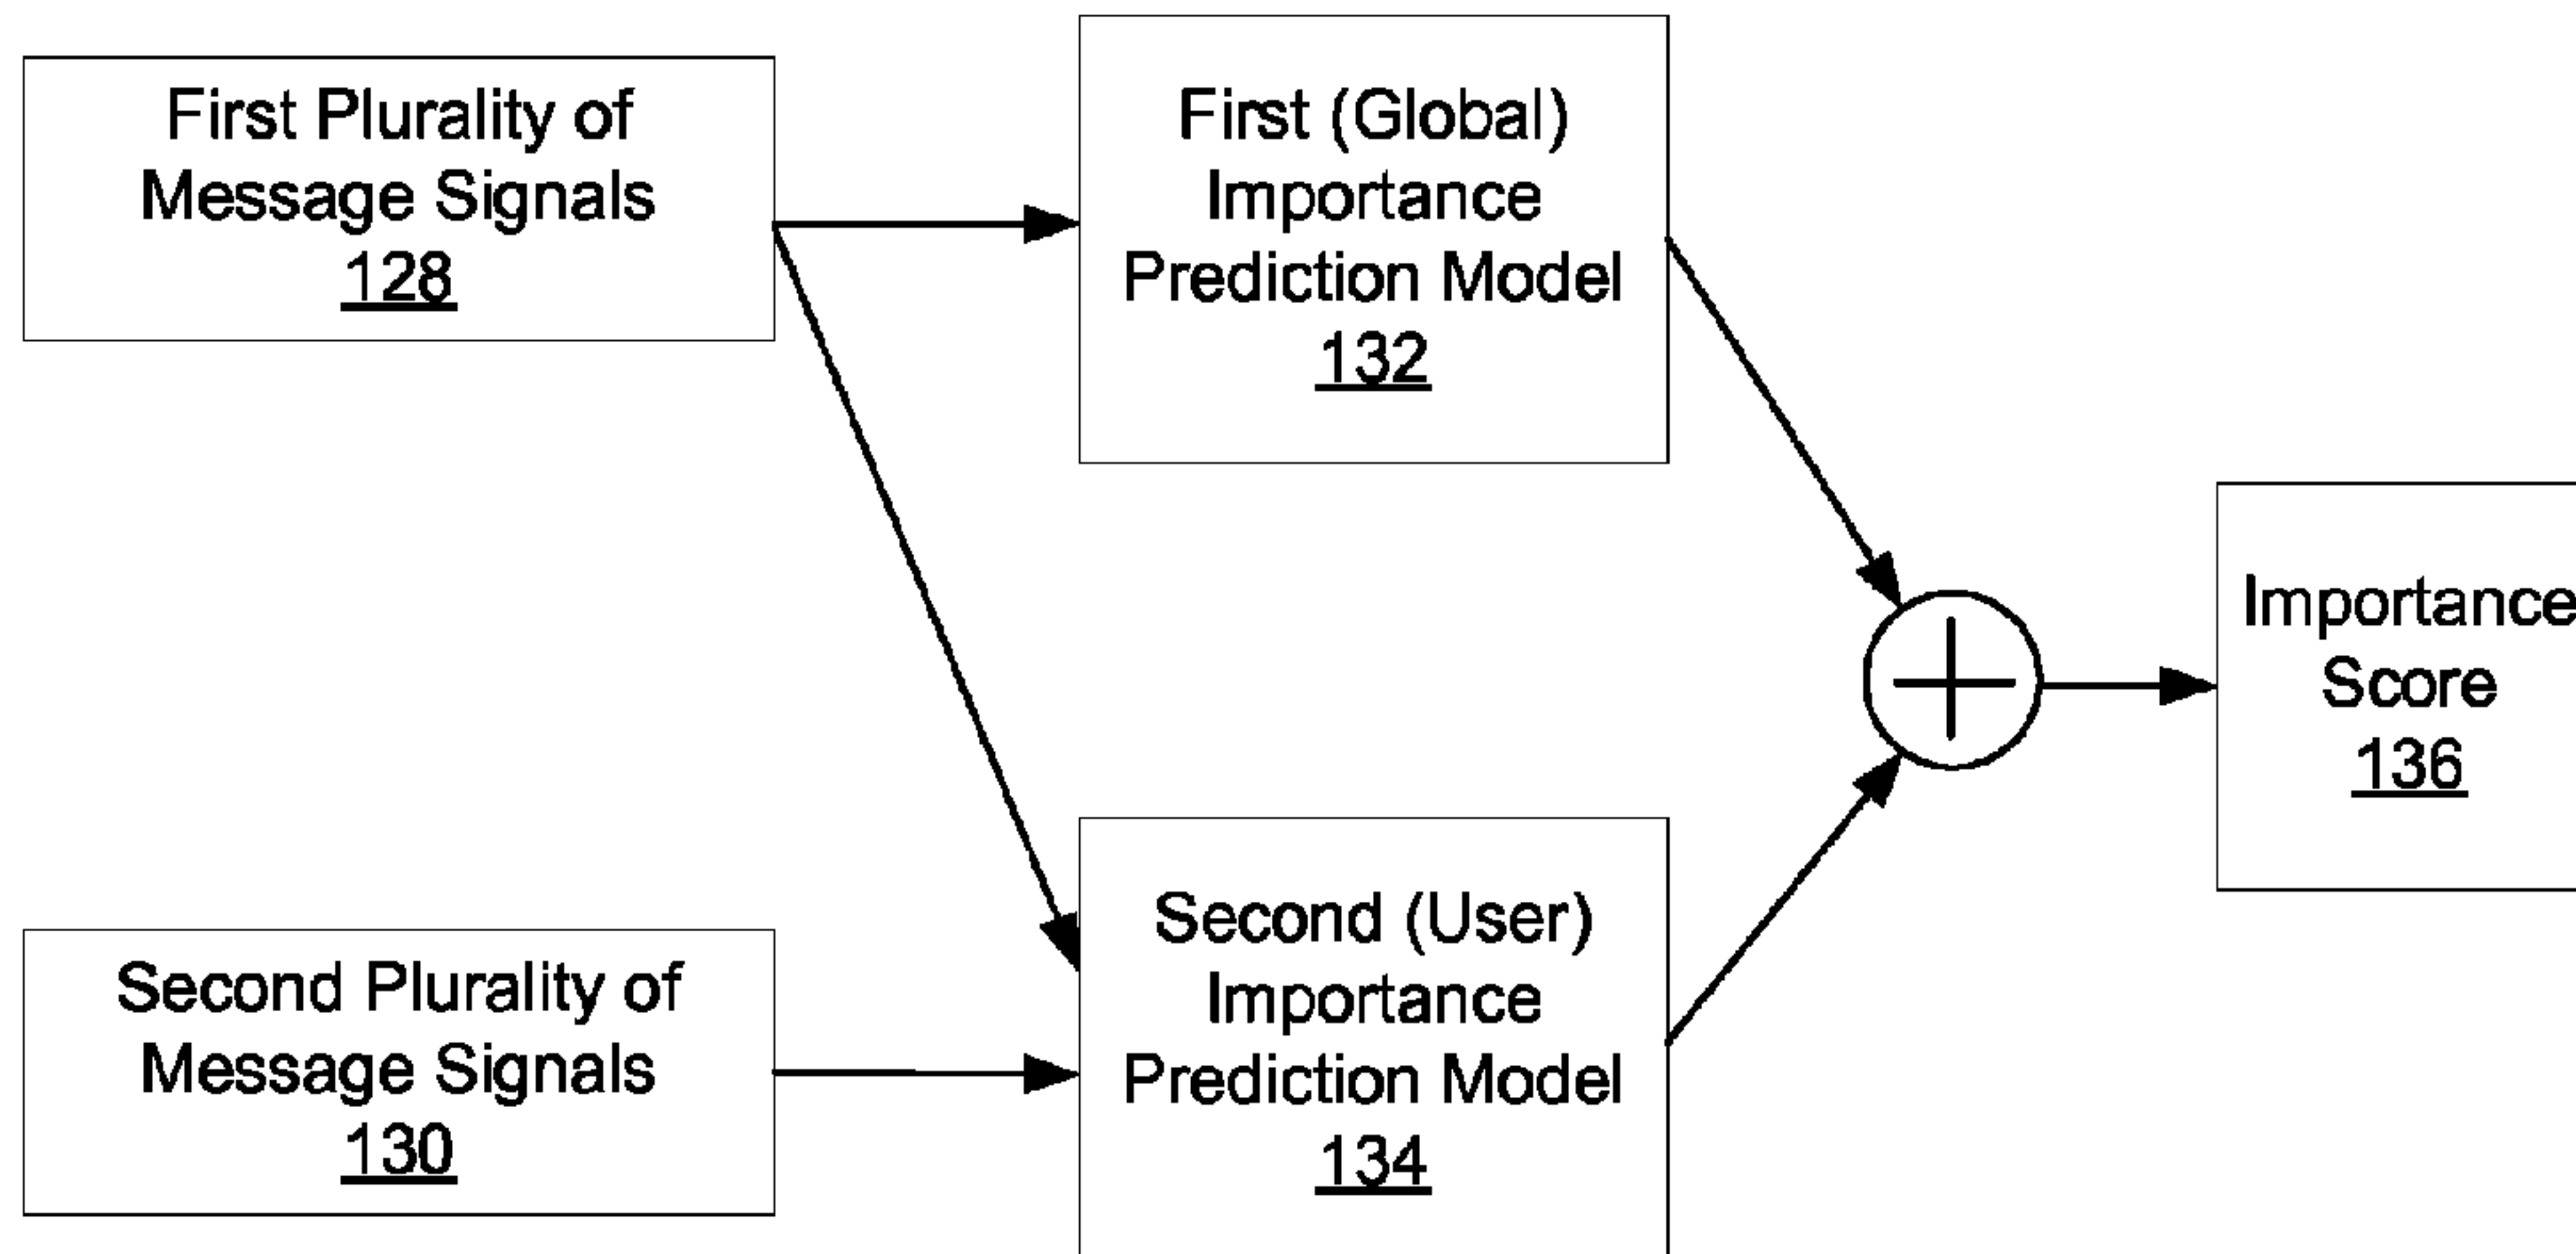 First Plurality of
Message Signals
128
First (Global)
Importance
Prediction Model
132
Importance
Score
136
Second Plurality of
Message Signals
130
Second (User)
Importance
Prediction Model
134